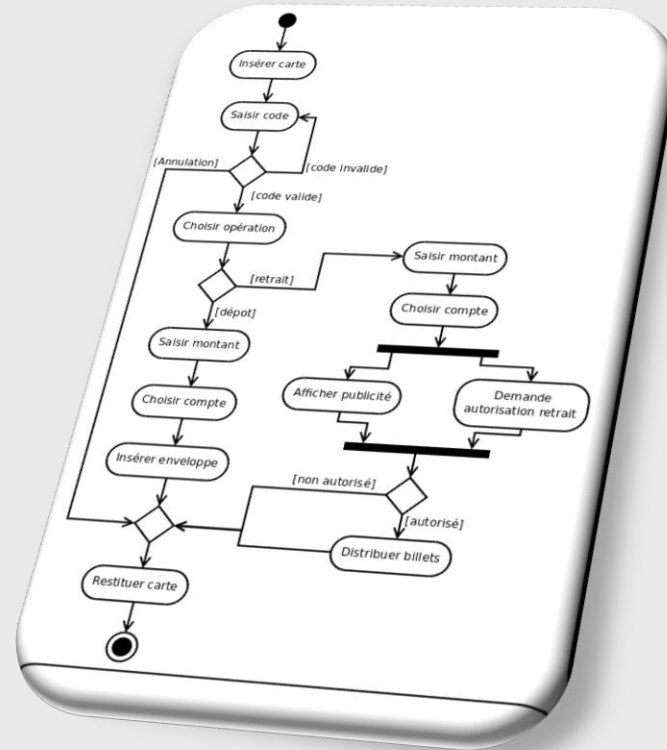 Insérer carte
Saisir code
[Annulation]
[code invalide]
[code valide]
Choisir opération
[retrait]
[dépot]
Saisir montant
Choisir compte
Insérer enveloppe
Saisir montant
Choisir compte
Afficher publicité
Demande
autorisation retrait
[non autorisé]
[autorisé]
Distribuer billets
Restituer carte